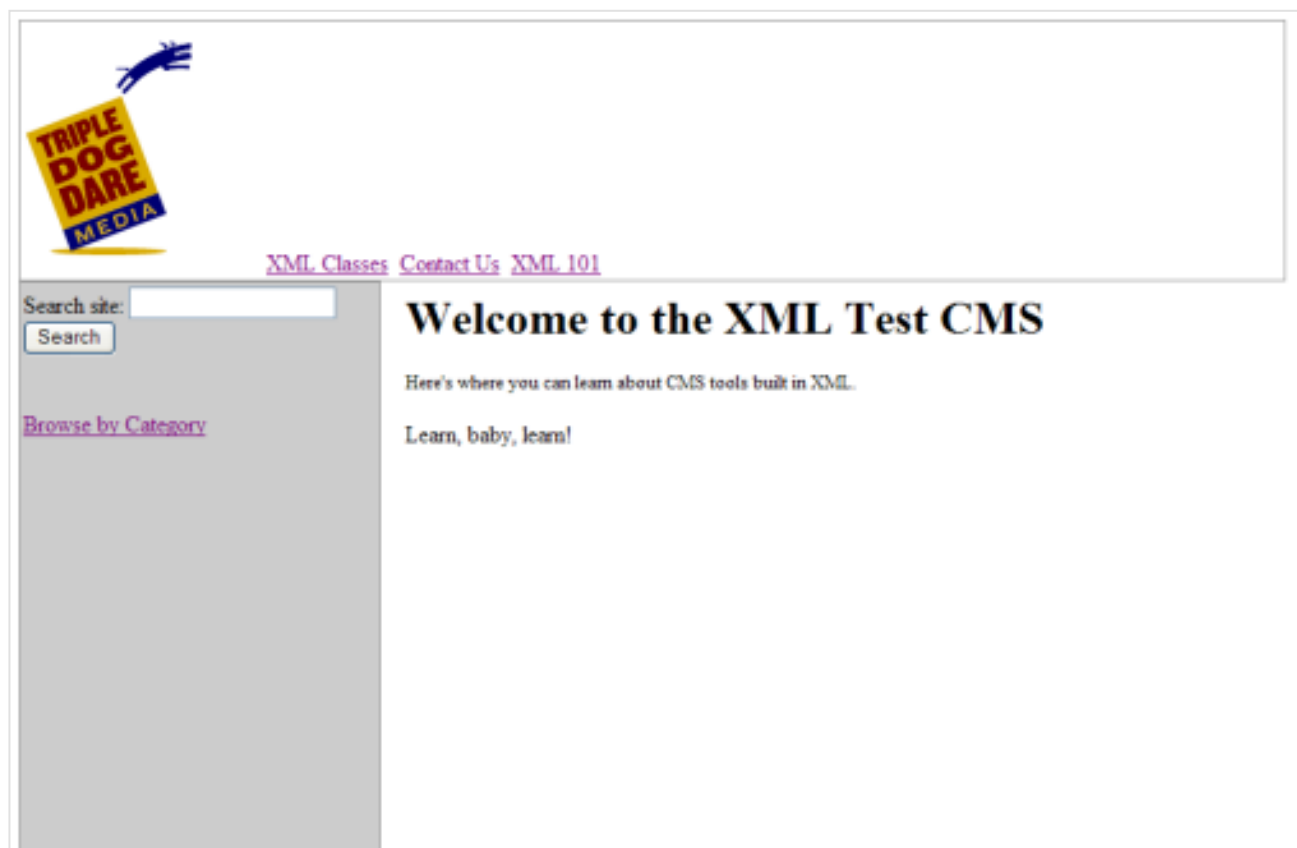 TRIPLE
DOG
DARE
MEDIA
XML Classes Contact Us XML 101
Search site:
Search
Browse by Category
Welcome to the XML Test CMS
Here's where you can learn about CMS tools built in XML.
Learn, baby, learn!